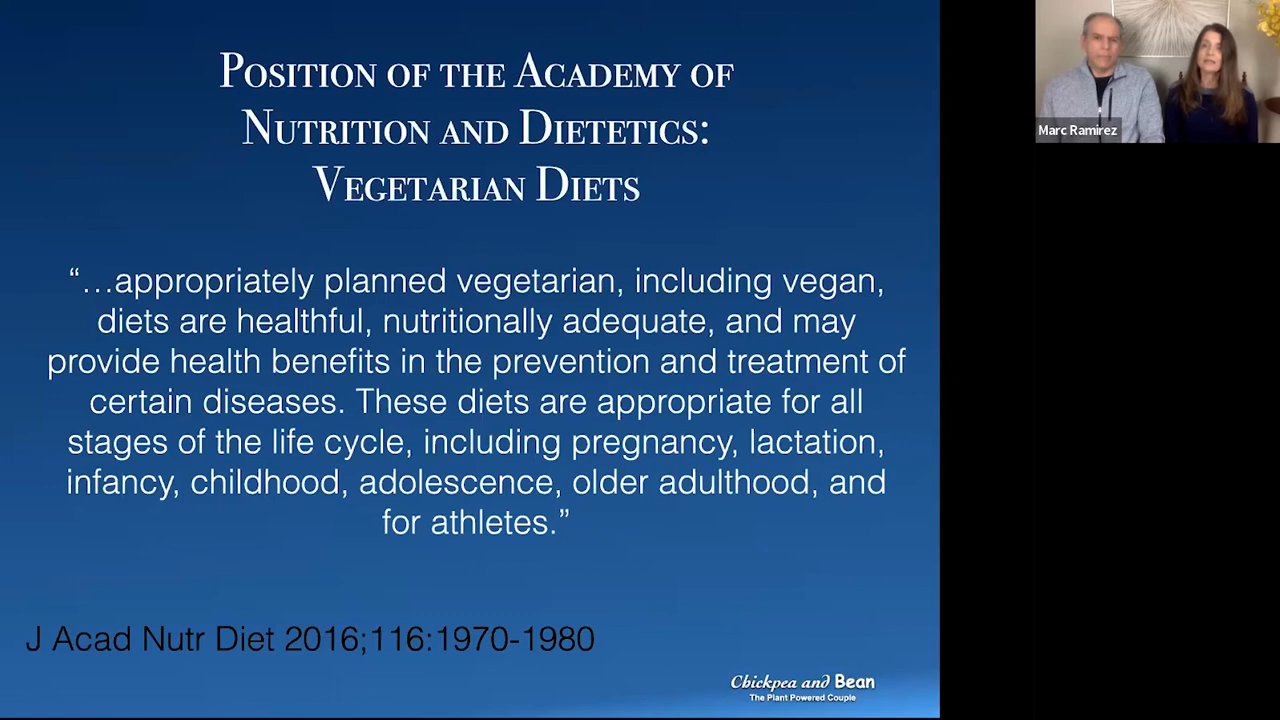 POSITION OF THE ACADEMY OF
NUTRITION AND DIETETICS:
VEGETARIAN DIETS
“…appropriately planned vegetarian, including vegan,
diets are healthful, nutritionally adequate, and may
provide health benefits in the prevention and treatment of
certain diseases. These diets are appropriate for all
stages of the life cycle, including pregnancy, lactation,
infancy, childhood, adolescence, older adulthood, and
for athletes.”
J Acad Nutr Diet 2016;116:1970-1980
Chickpea and Bean
The Plant Powered Couple
Marc Ramirez